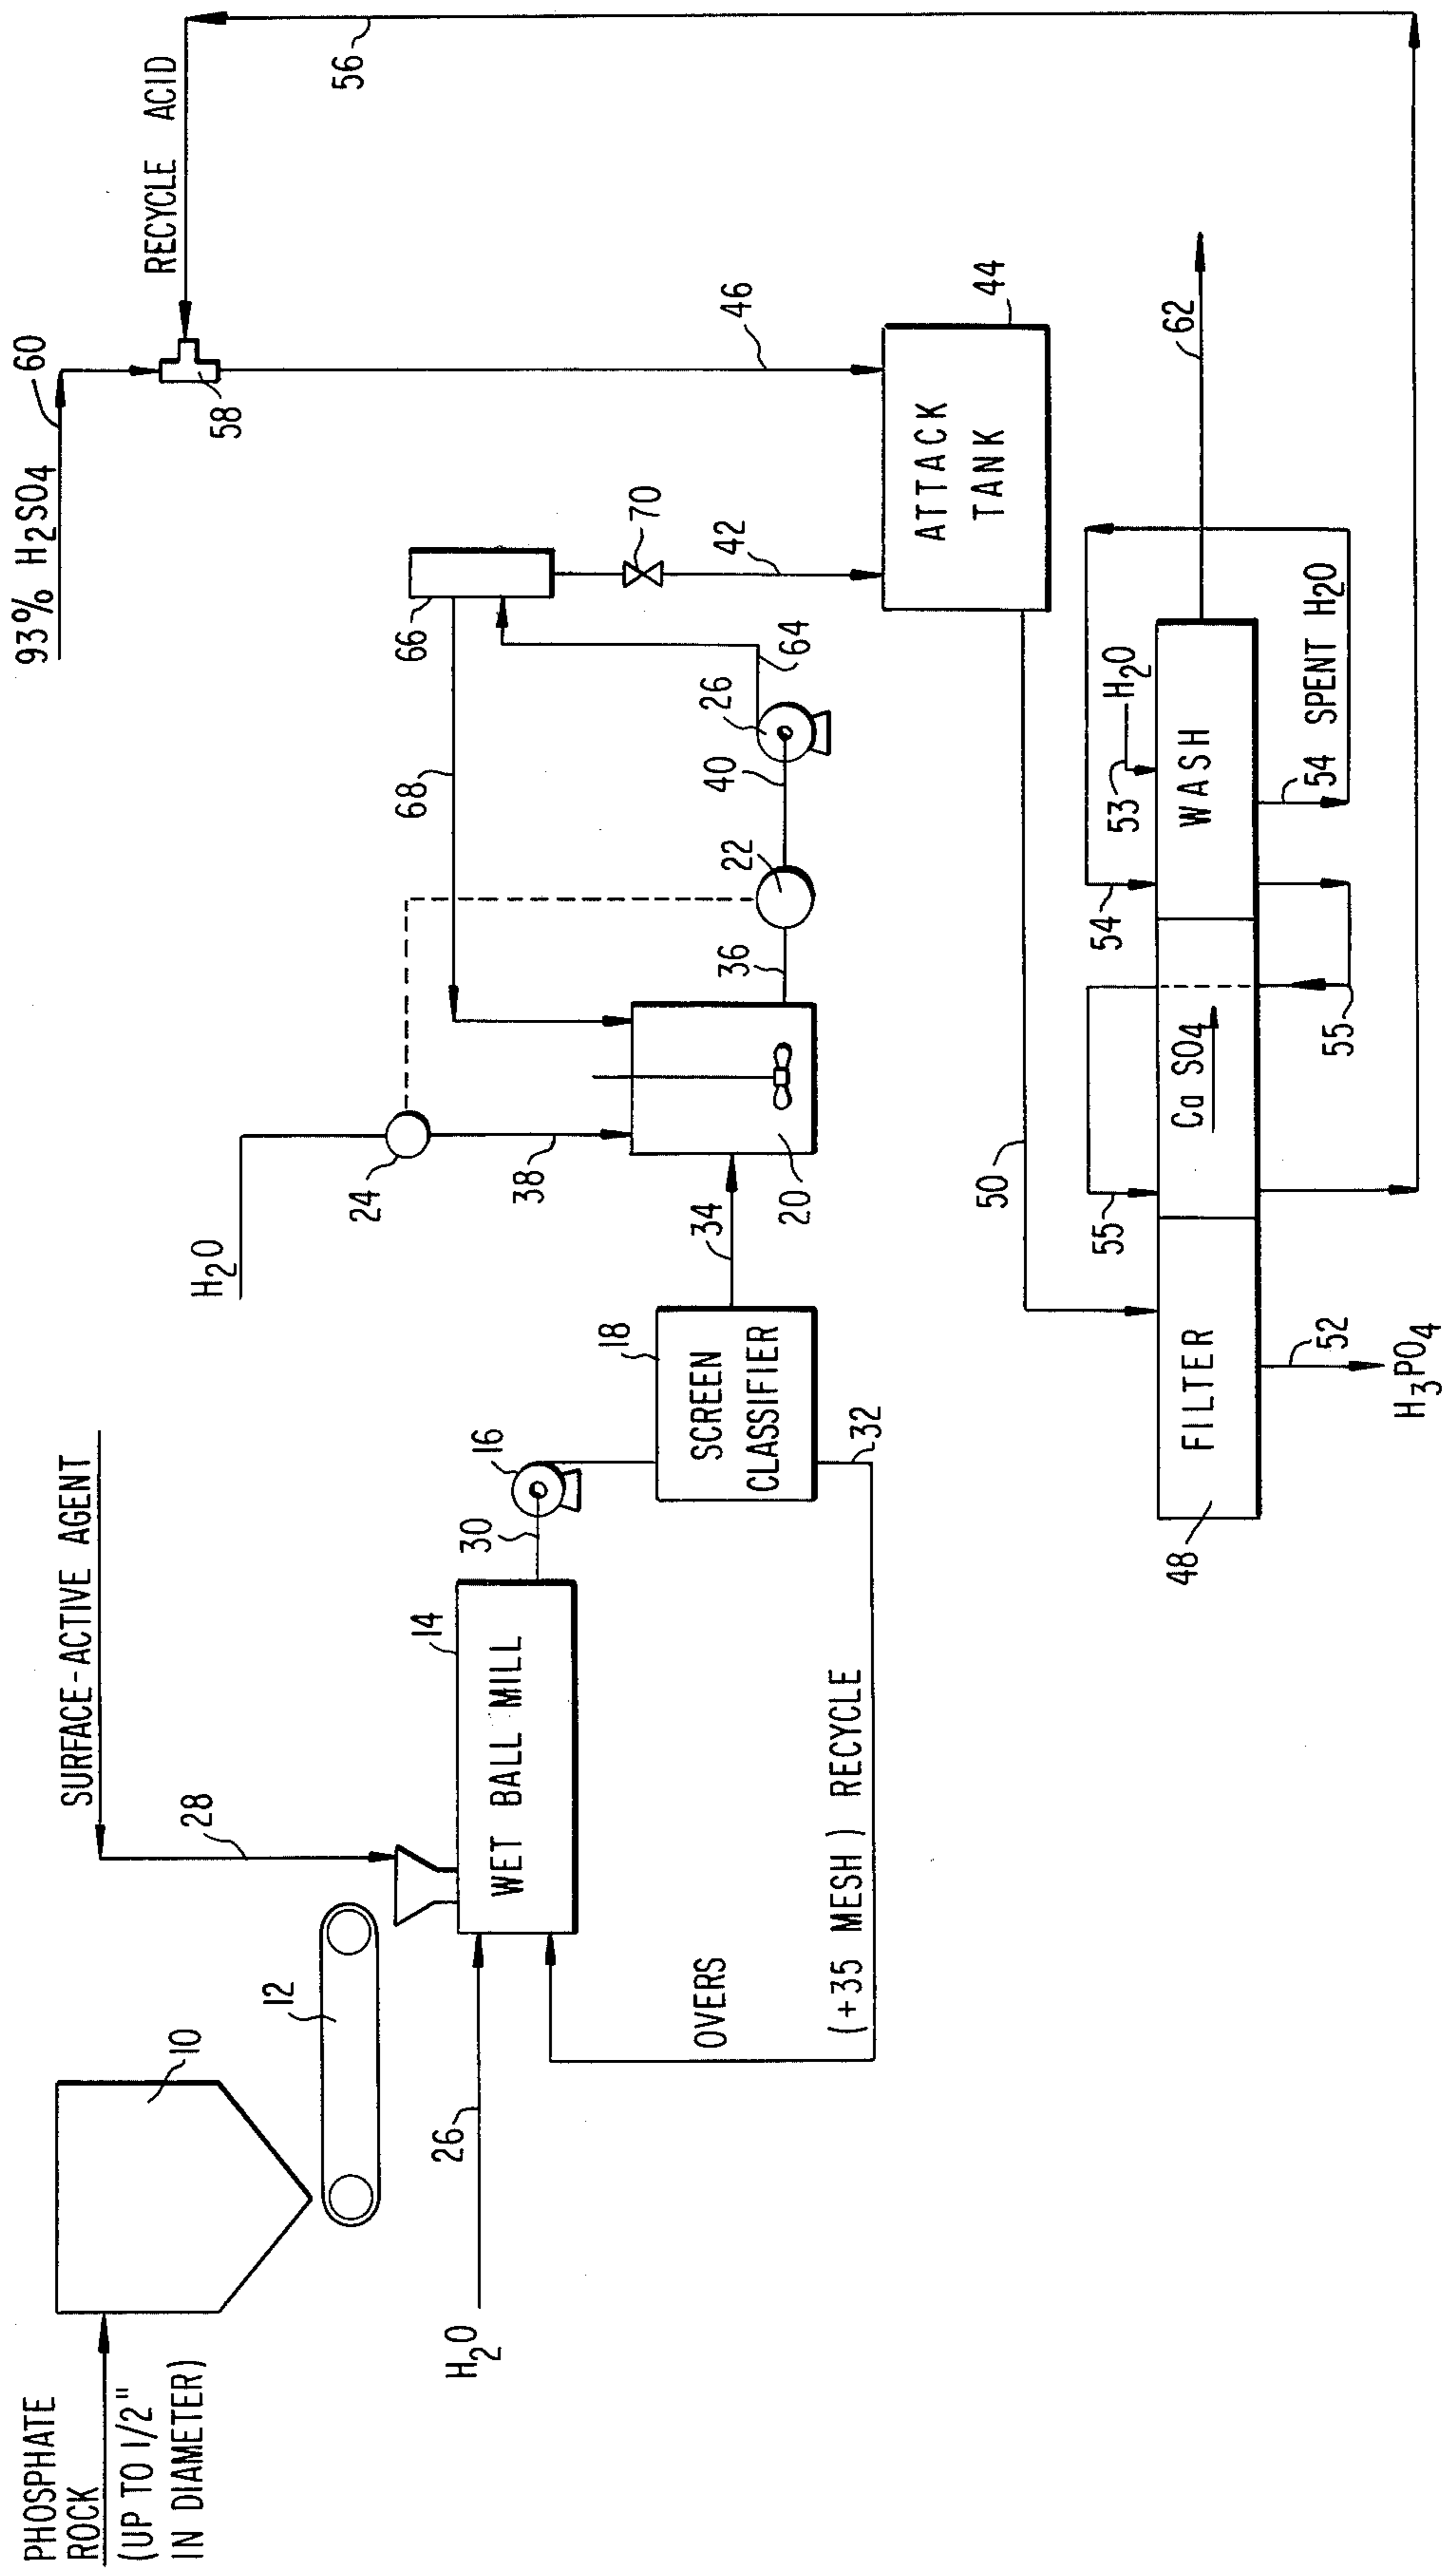 PHOSPHATE
ROCK
(UP TO 1/2"
IN DIAMETER)
10
12
SURFACE-ACTIVE AGENT
28
H2O
26
14
WET BALL MILL
30
16
OVERS
(+35 MESH) RECYCLE
32
18
SCREEN
CLASSIFIER
34
H2O
24
38
20
36
22
40
26
64
68
66
70
42
93% H2SO4
60
58
RECYCLE ACID
56
46
ATTACK
TANK
44
50
48
FILTER
52
H3PO4
Ca SO4
55
55
54
53
H2O
WASH
54 SPENT H2O
62